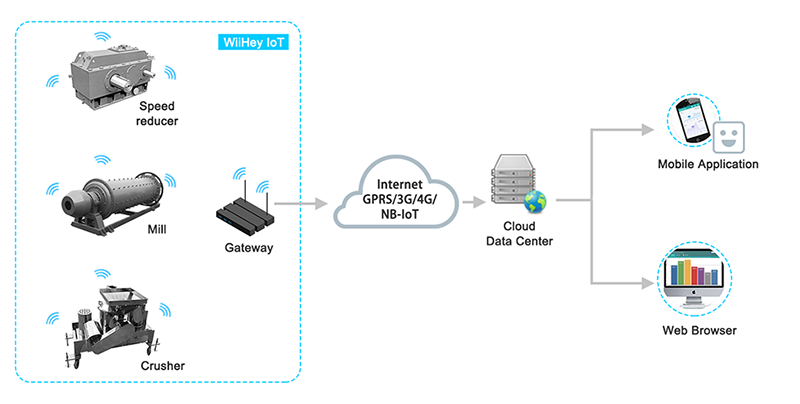 WiiHey IoT
Speed
reducer
Mill
Gateway
Crusher
Internet
GPRS/3G/4G/
NB-IoT
Cloud
Data Center
Mobile Application
Web Browser